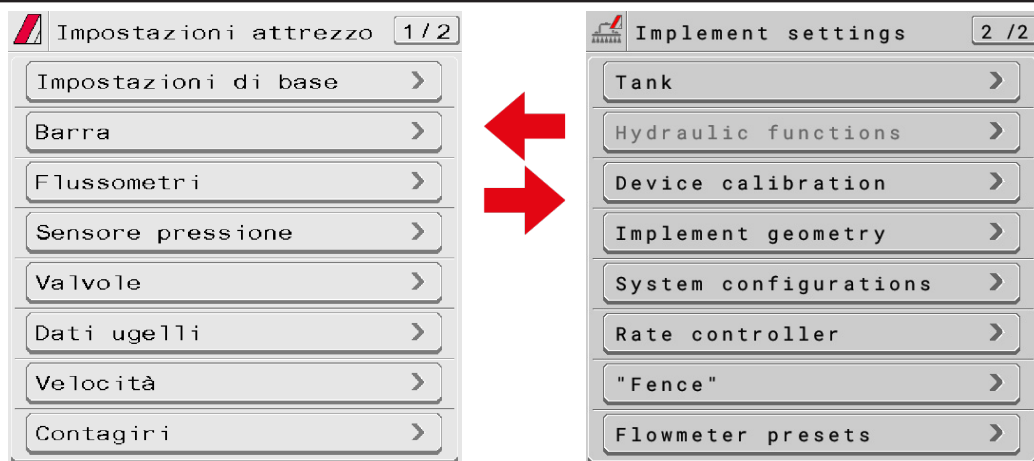 Impostazioni attrezzo 1/2
Impostazioni di base
Barra
Flussometri
Sensore pressione
Valvole
Dati ugelli
Velocità
Contagiri
Implement settings 2 /2
Tank
Hydraulic functions
Device calibration
Implement geometry
System configurations
Rate controller
"Fence"
Flowmeter presets